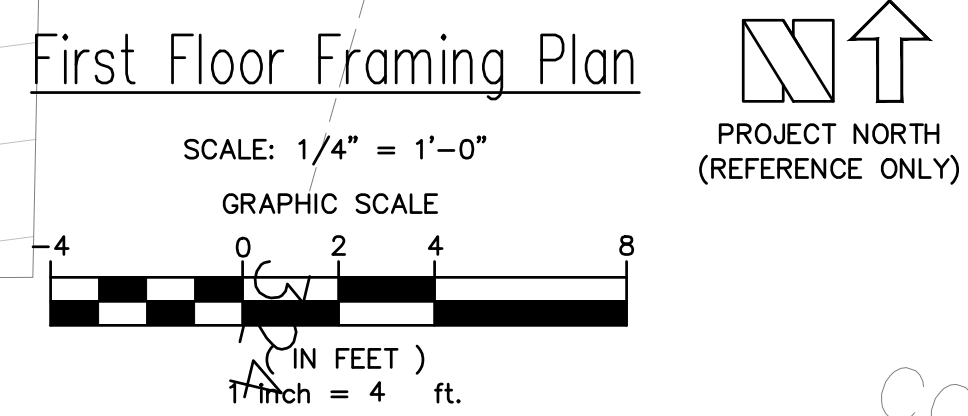 First Floor Framing Plan
SCALE: 1/4" = 1'-0"
GRAPHIC SCALE
-4 0 2 4 8
( IN FEET )
1 inch = 4 ft.
N
PROJECT NORTH
(REFERENCE ONLY)